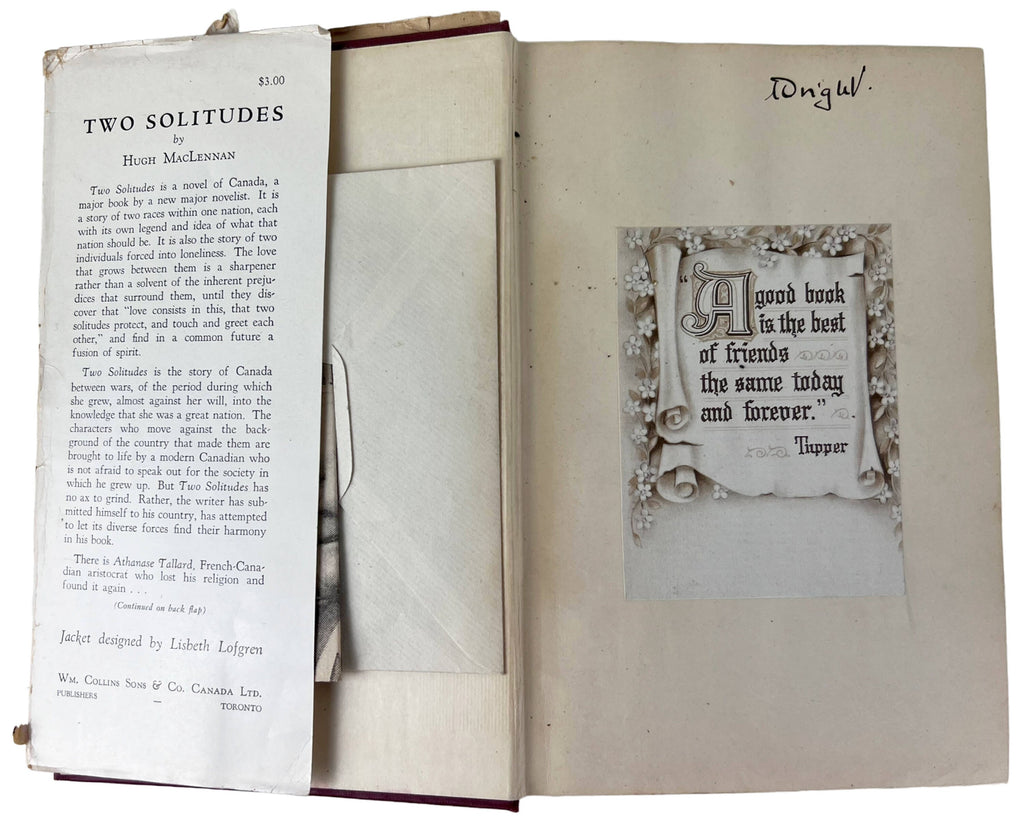 $3.00
TWO SOLITUDES
by
HUGH MACLENNAN
Two Solitudes is a novel of Canada, a
major book by a new major novelist. It is
a story of two races within one nation, each
with its own legend and idea of what that
nation should be. It is also the story of two
individuals forced into loneliness. The love
that grows between them is a sharpener
rather than a solvent of the inherent preju-
dices that surround them, until they dis-
cover that "love consists in this, that two
solitudes protect, and touch and greet each
other," and find in a common future a
fusion of spirit.
Two Solitudes is the story of Canada
between wars, of the period during which
she grew, almost against her will, into the
knowledge that she was a great nation. The
characters who move against the back-
ground of the country that made them are
brought to life by a modern Canadian who
is not afraid to speak out for the society in
which he grew up. But Two Solitudes has
no ax to grind. Rather, the writer has sub-
mitted himself to his country, has attempted
to let its diverse forces find their harmony
in his book.
There is Athanase Tallard, French-Cana-
dian aristocrat who lost his religion and
found it again . . .
(Continued on back flap)
Jacket designed by Lisbeth Lofgren
WM. COLLINS SONS & CO. CANADA LTD.
PUBLISHERS — TORONTO
Wright.
"A good book
is the best
of friends
the same today
and forever."
Tupper